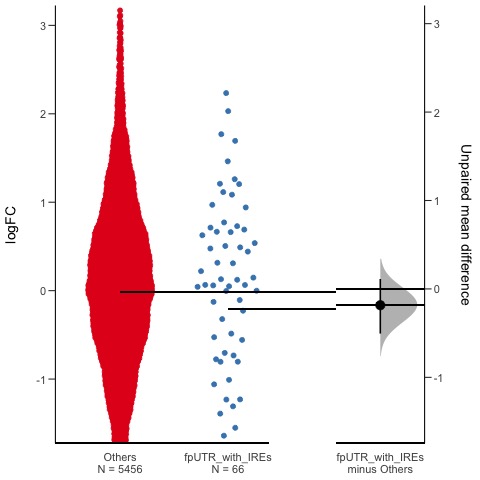 3
2
1
0
-1
logFC
3
2
1
0
-1
Unpaired mean difference
Others
N = 5456
fpUTR_with_IREs
N = 66
fpUTR_with_IREs
minus Others